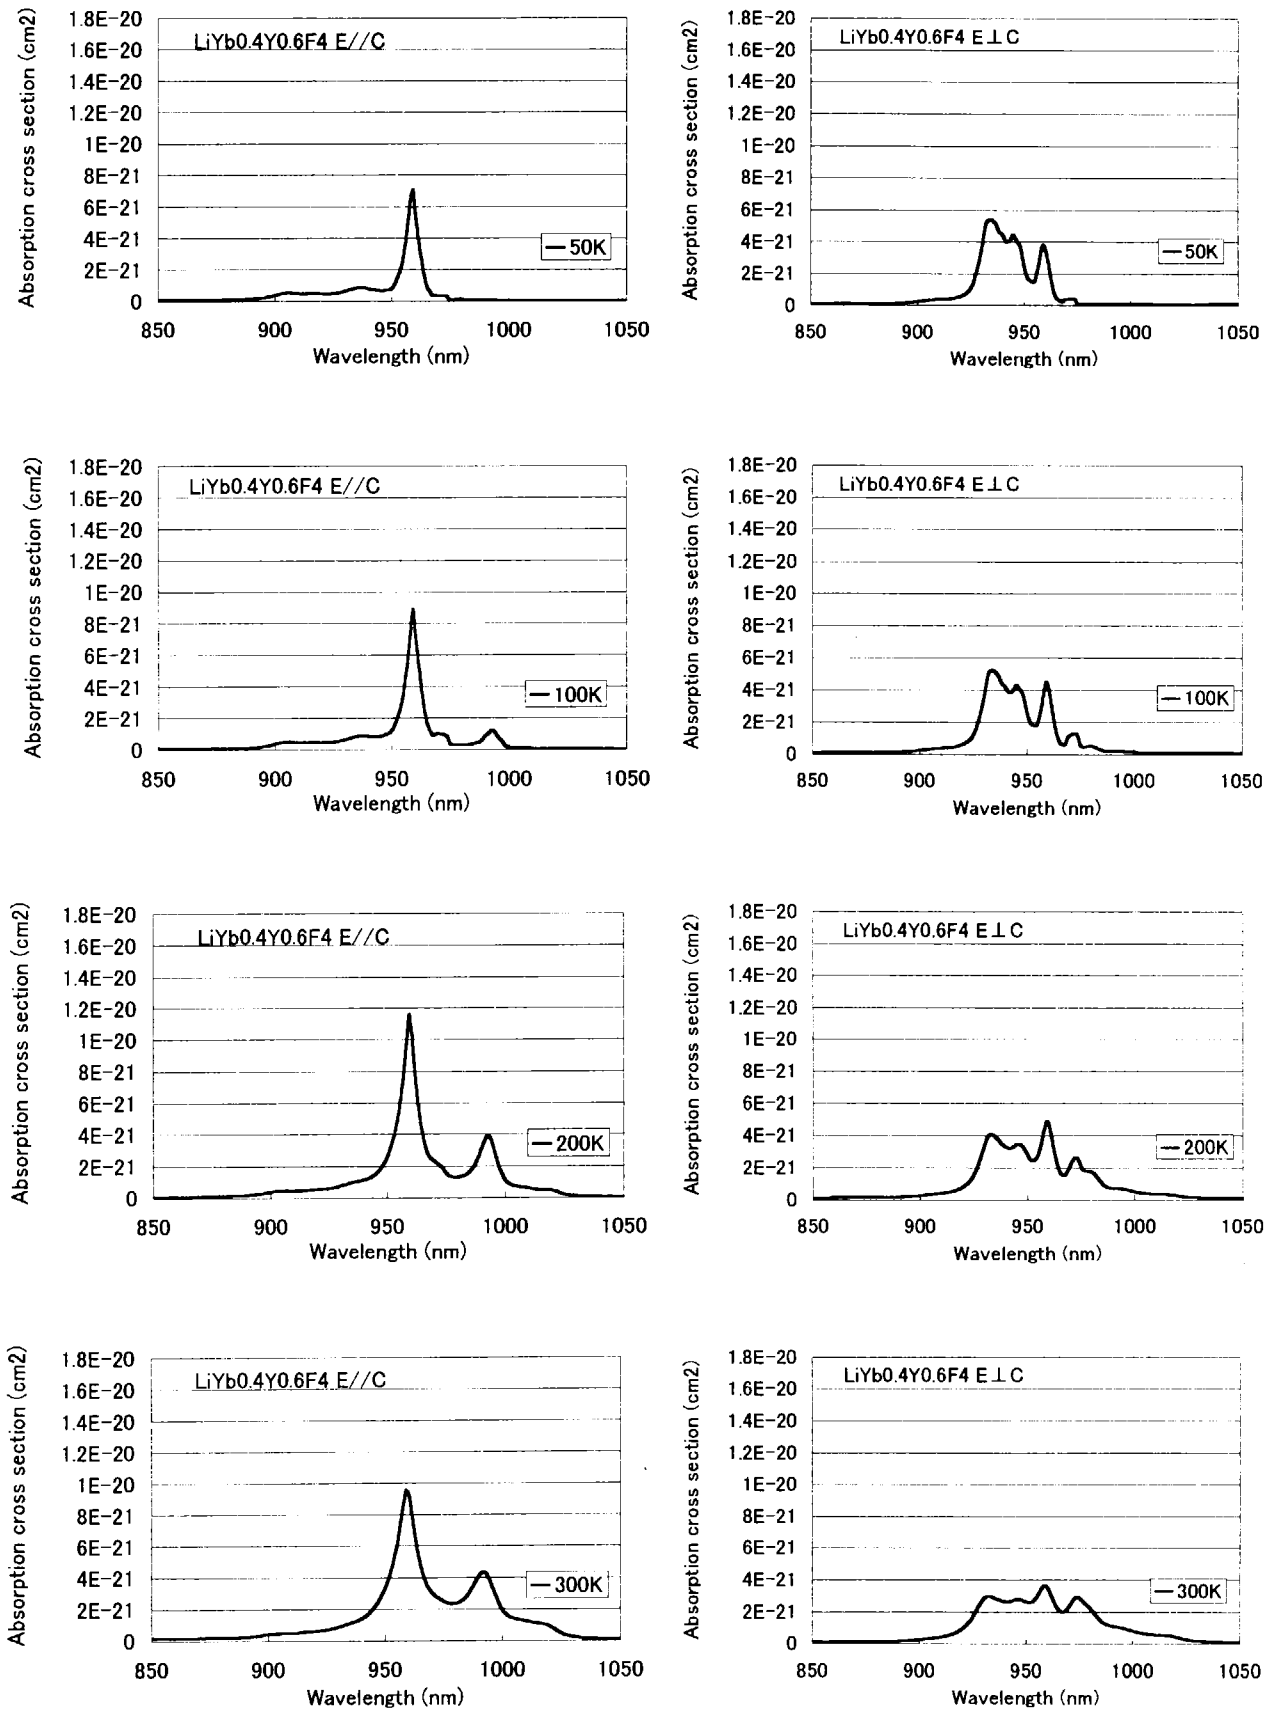 Absorption cross section (cm2)
1.8E-20
1.6E-20
1.4E-20
1.2E-20
1E-20
8E-21
6E-21
4E-21
2E-21
0
LiYb0.4Y0.6F4 E//C
50K
850 900 950 1000 1050
Wavelength (nm)
Absorption cross section (cm2)
1.8E-20
1.6E-20
1.4E-20
1.2E-20
1E-20
8E-21
6E-21
4E-21
2E-21
0
LiYb0.4Y0.6F4 E⊥C
50K
850 900 950 1000 1050
Wavelength (nm)
Absorption cross section (cm2)
1.8E-20
1.6E-20
1.4E-20
1.2E-20
1E-20
8E-21
6E-21
4E-21
2E-21
0
LiYb0.4Y0.6F4 E//C
100K
850 900 950 1000 1050
Wavelength (nm)
Absorption cross section (cm2)
1.8E-20
1.6E-20
1.4E-20
1.2E-20
1E-20
8E-21
6E-21
4E-21
2E-21
0
LiYb0.4Y0.6F4 E⊥C
100K
850 900 950 1000 1050
Wavelength (nm)
Absorption cross section (cm2)
1.8E-20
1.6E-20
1.4E-20
1.2E-20
1E-20
8E-21
6E-21
4E-21
2E-21
0
LiYb0.4Y0.6F4 E//C
200K
850 900 950 1000 1050
Wavelength (nm)
Absorption cross section (cm2)
1.8E-20
1.6E-20
1.4E-20
1.2E-20
1E-20
8E-21
6E-21
4E-21
2E-21
0
LiYb0.4Y0.6F4 E⊥C
200K
850 900 950 1000 1050
Wavelength (nm)
Absorption cross section (cm2)
1.8E-20
1.6E-20
1.4E-20
1.2E-20
1E-20
8E-21
6E-21
4E-21
2E-21
0
LiYb0.4Y0.6F4 E//C
300K
850 900 950 1000 1050
Wavelength (nm)
Absorption cross section (cm2)
1.8E-20
1.6E-20
1.4E-20
1.2E-20
1E-20
8E-21
6E-21
4E-21
2E-21
0
LiYb0.4Y0.6F4 E⊥C
300K
850 900 950 1000 1050
Wavelength (nm)